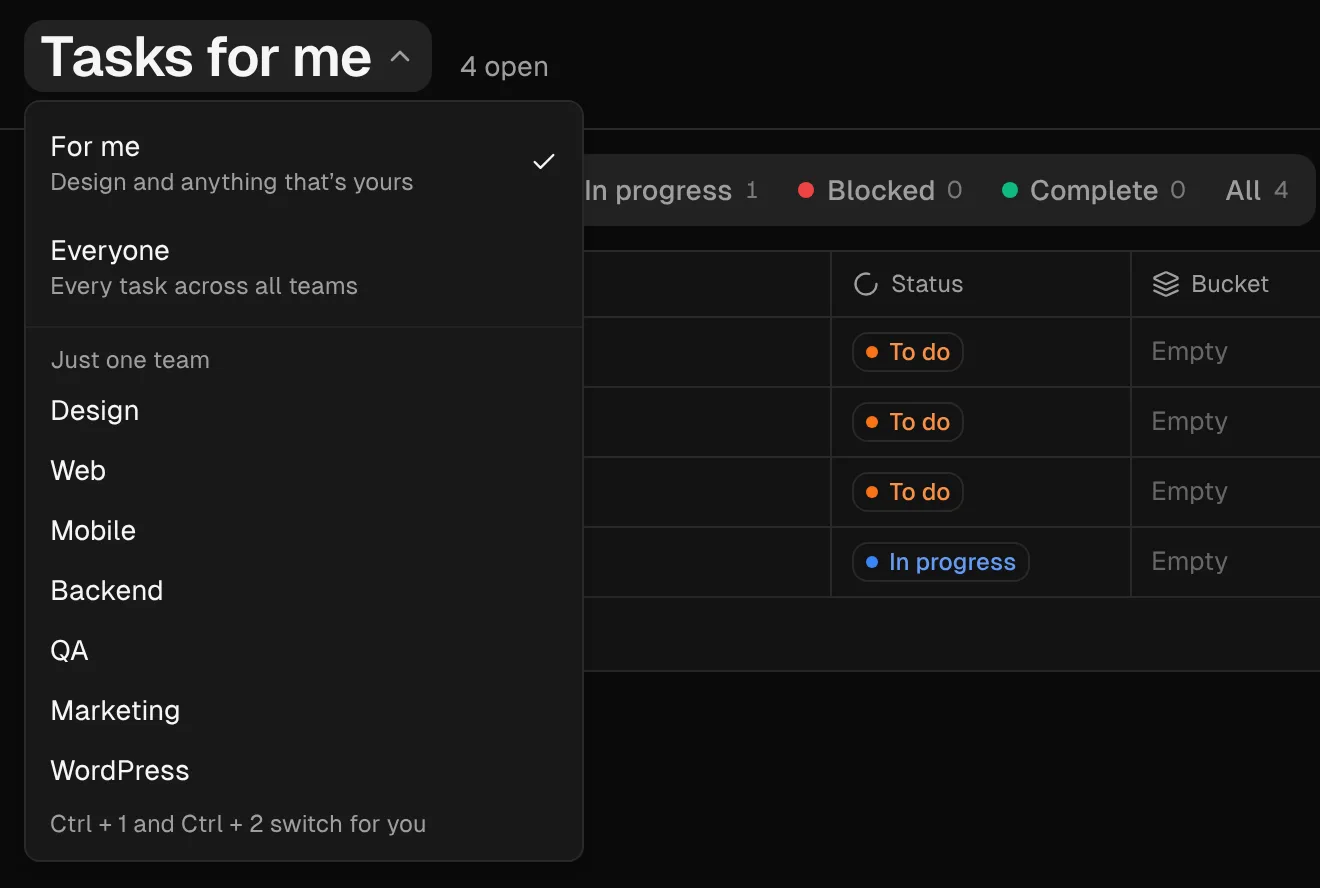 Tasks for me
4 open
For me
Design and anything that’s yours
Everyone
Every task across all teams
Just one team
Design
Web
Mobile
Backend
QA
Marketing
WordPress
Ctrl + 1 and Ctrl + 2 switch for you
In progress 1 Blocked 0 Complete 0 All 4
Status Bucket
To do Empty
To do Empty
To do Empty
In progress Empty